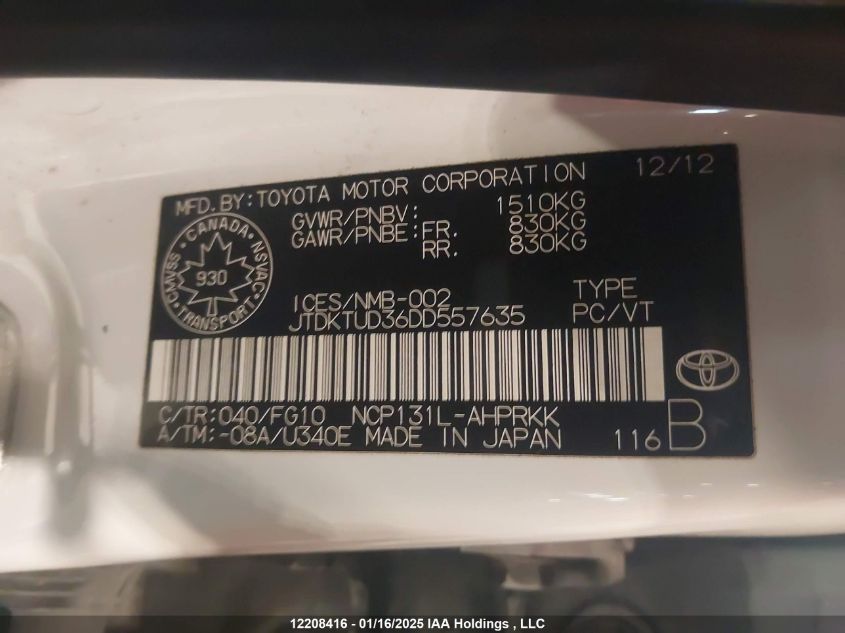 MFD. BY: TOYOTA MOTOR CORPORATION 12/12
GVWR/PNBV: 1510KG
GAWR/PNBE: FR. 830KG
RR. 830KG
CANADA
CMVSS NSVAC
930
TRANSPORT
ICES/NMB-002
JTDKTUD36DD557635
TYPE
PC/VT
C/TR: 040/FG10 NCP131L-AHPRKK
A/TM: -08A/U340E MADE IN JAPAN
116 B
12208416 - 01/16/2025 IAA Holdings , LLC